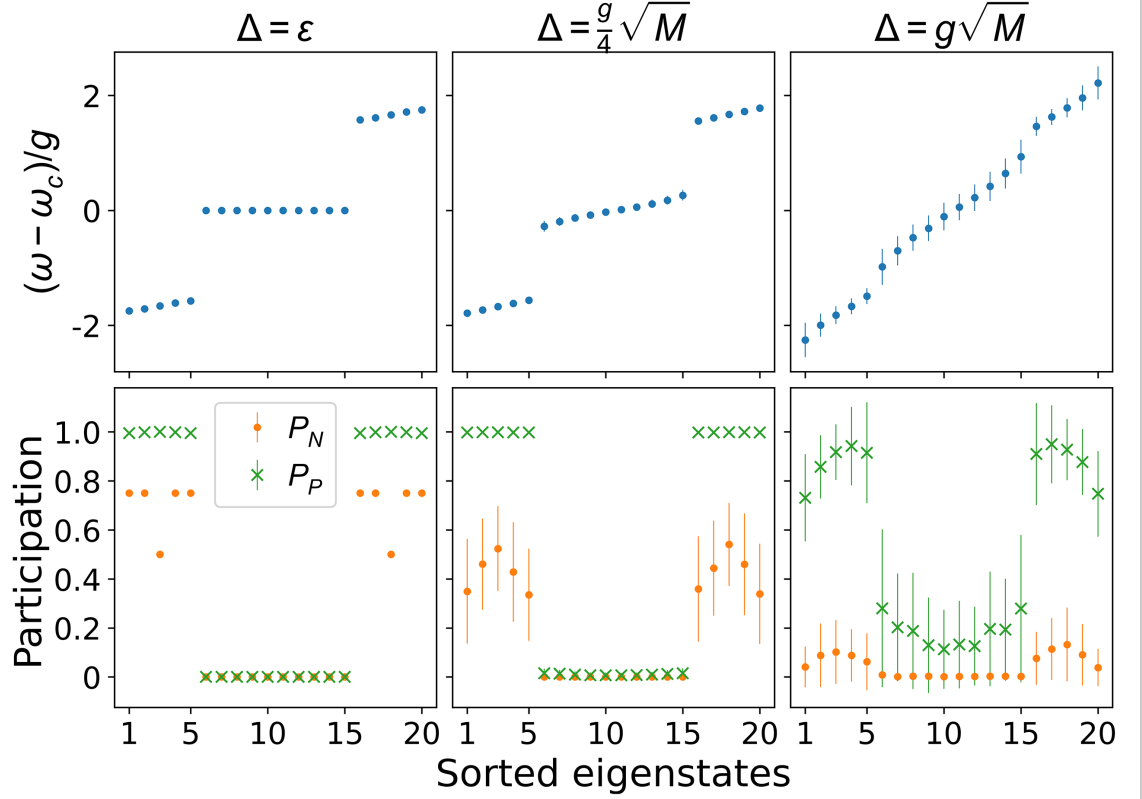 Δ = ε
Δ = g/4 √M
Δ = g√M
(ω − ω_c)/g
2
0
-2
Participation
1.0
0.8
0.6
0.4
0.2
0
P_N
P_P
1 5 10 15 20
1 5 10 15 20
1 5 10 15 20
Sorted eigenstates